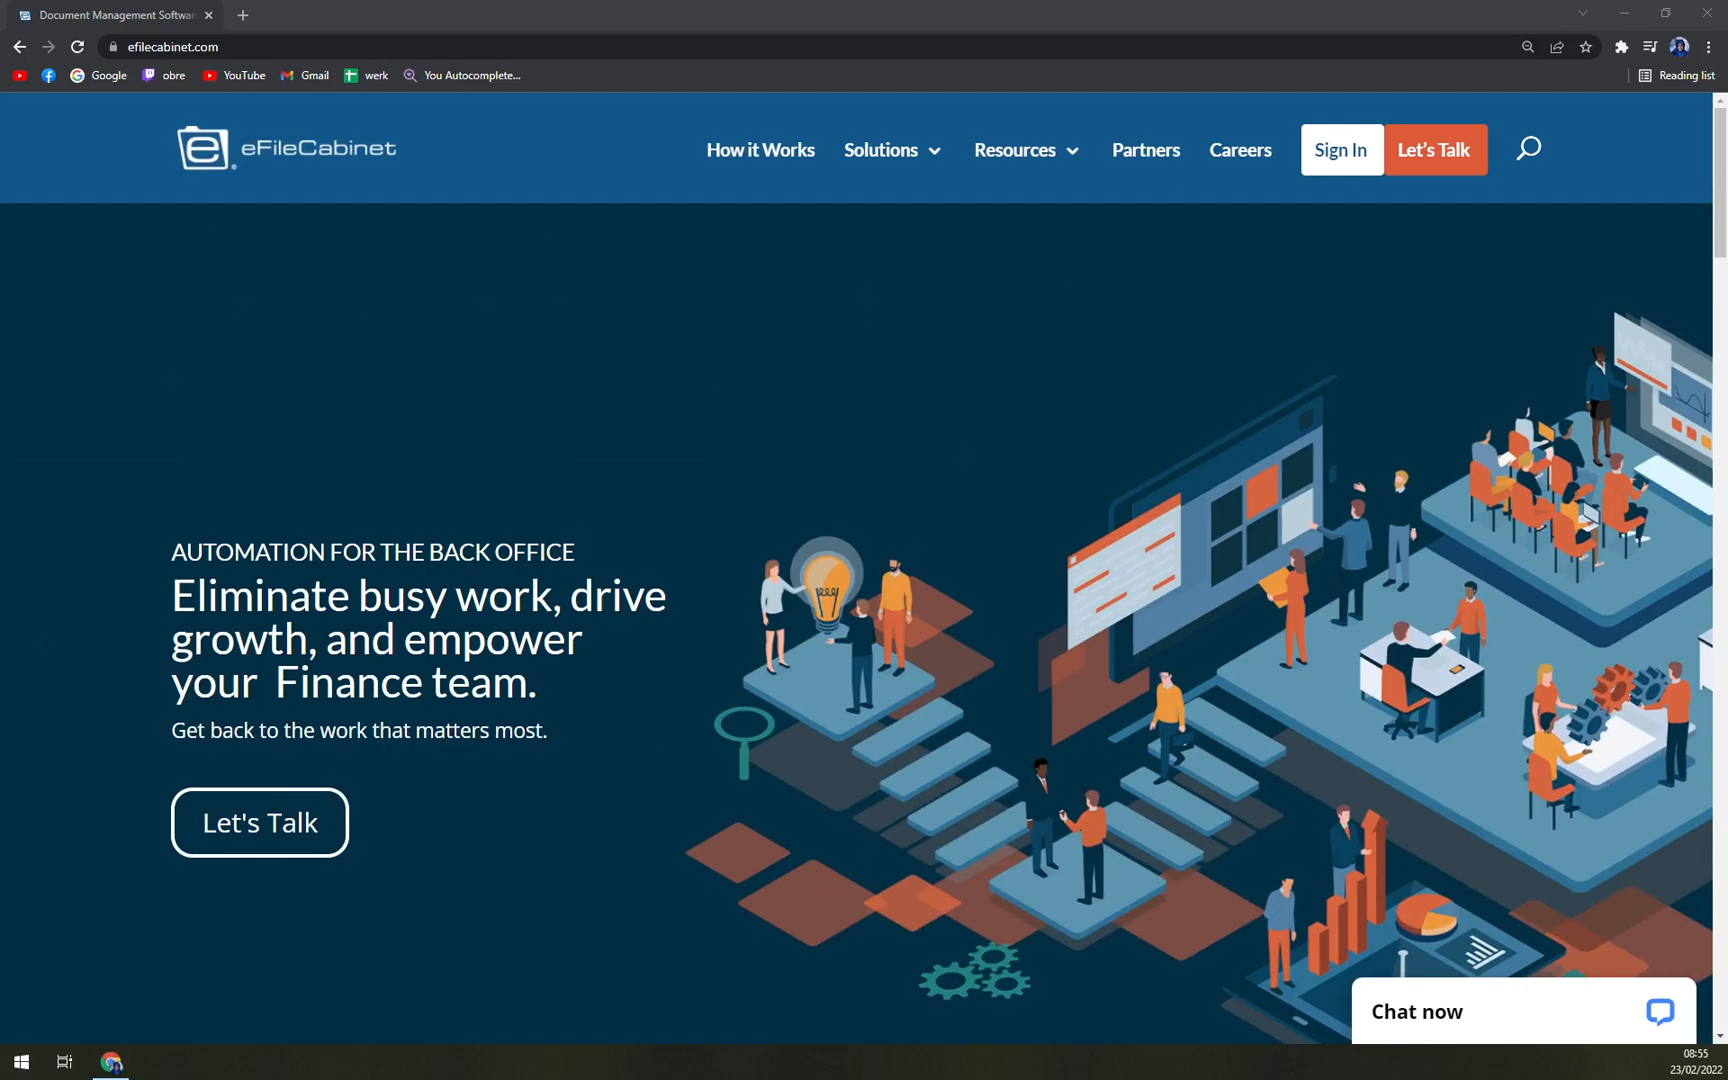 Document Management Softwar
efilecabinet.com
Google
obre
YouTube
Gmail
werk
You Autocomplete...
Reading list
eFileCabinet
How it Works
Solutions
Resources
Partners
Careers
Sign In
Let's Talk
AUTOMATION FOR THE BACK OFFICE
Eliminate busy work, drive
growth, and empower
your Finance team.
Get back to the work that matters most.
Let's Talk
Chat now
08:55
23/02/2022